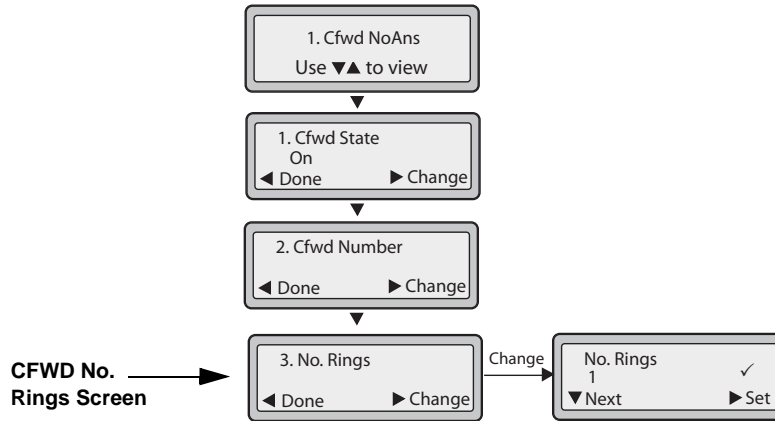 1. Cfwd NoAns
Use ▼▲ to view
▼
1. Cfwd State
On
◀ Done ▶ Change
▼
2. Cfwd Number
◀ Done ▶ Change
▼
CFWD No.
Rings Screen
3. No. Rings
◀ Done ▶ Change
Change
No. Rings
1 ✓
▼ Next ▶ Set